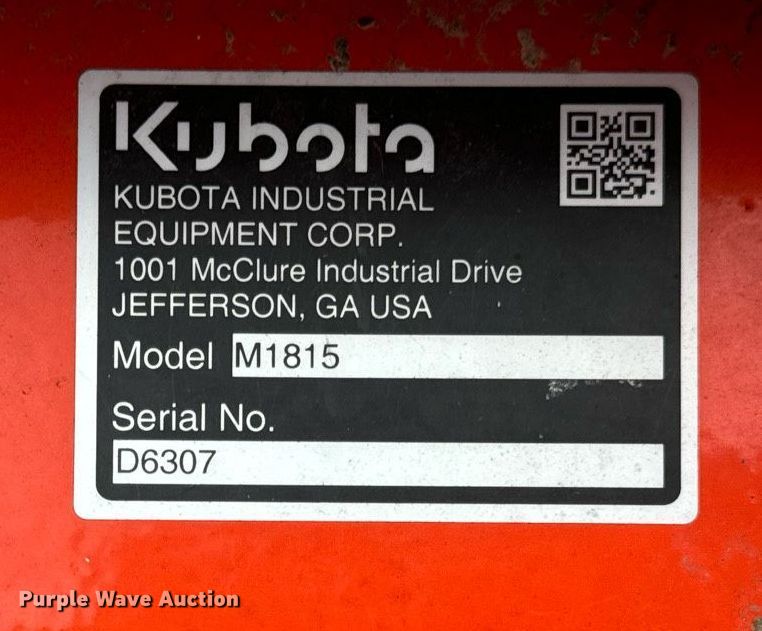 Kubota
KUBOTA INDUSTRIAL
EQUIPMENT CORP.
1001 McClure Industrial Drive
JEFFERSON, GA USA
Model M1815
Serial No.
D6307
Purple Wave Auction